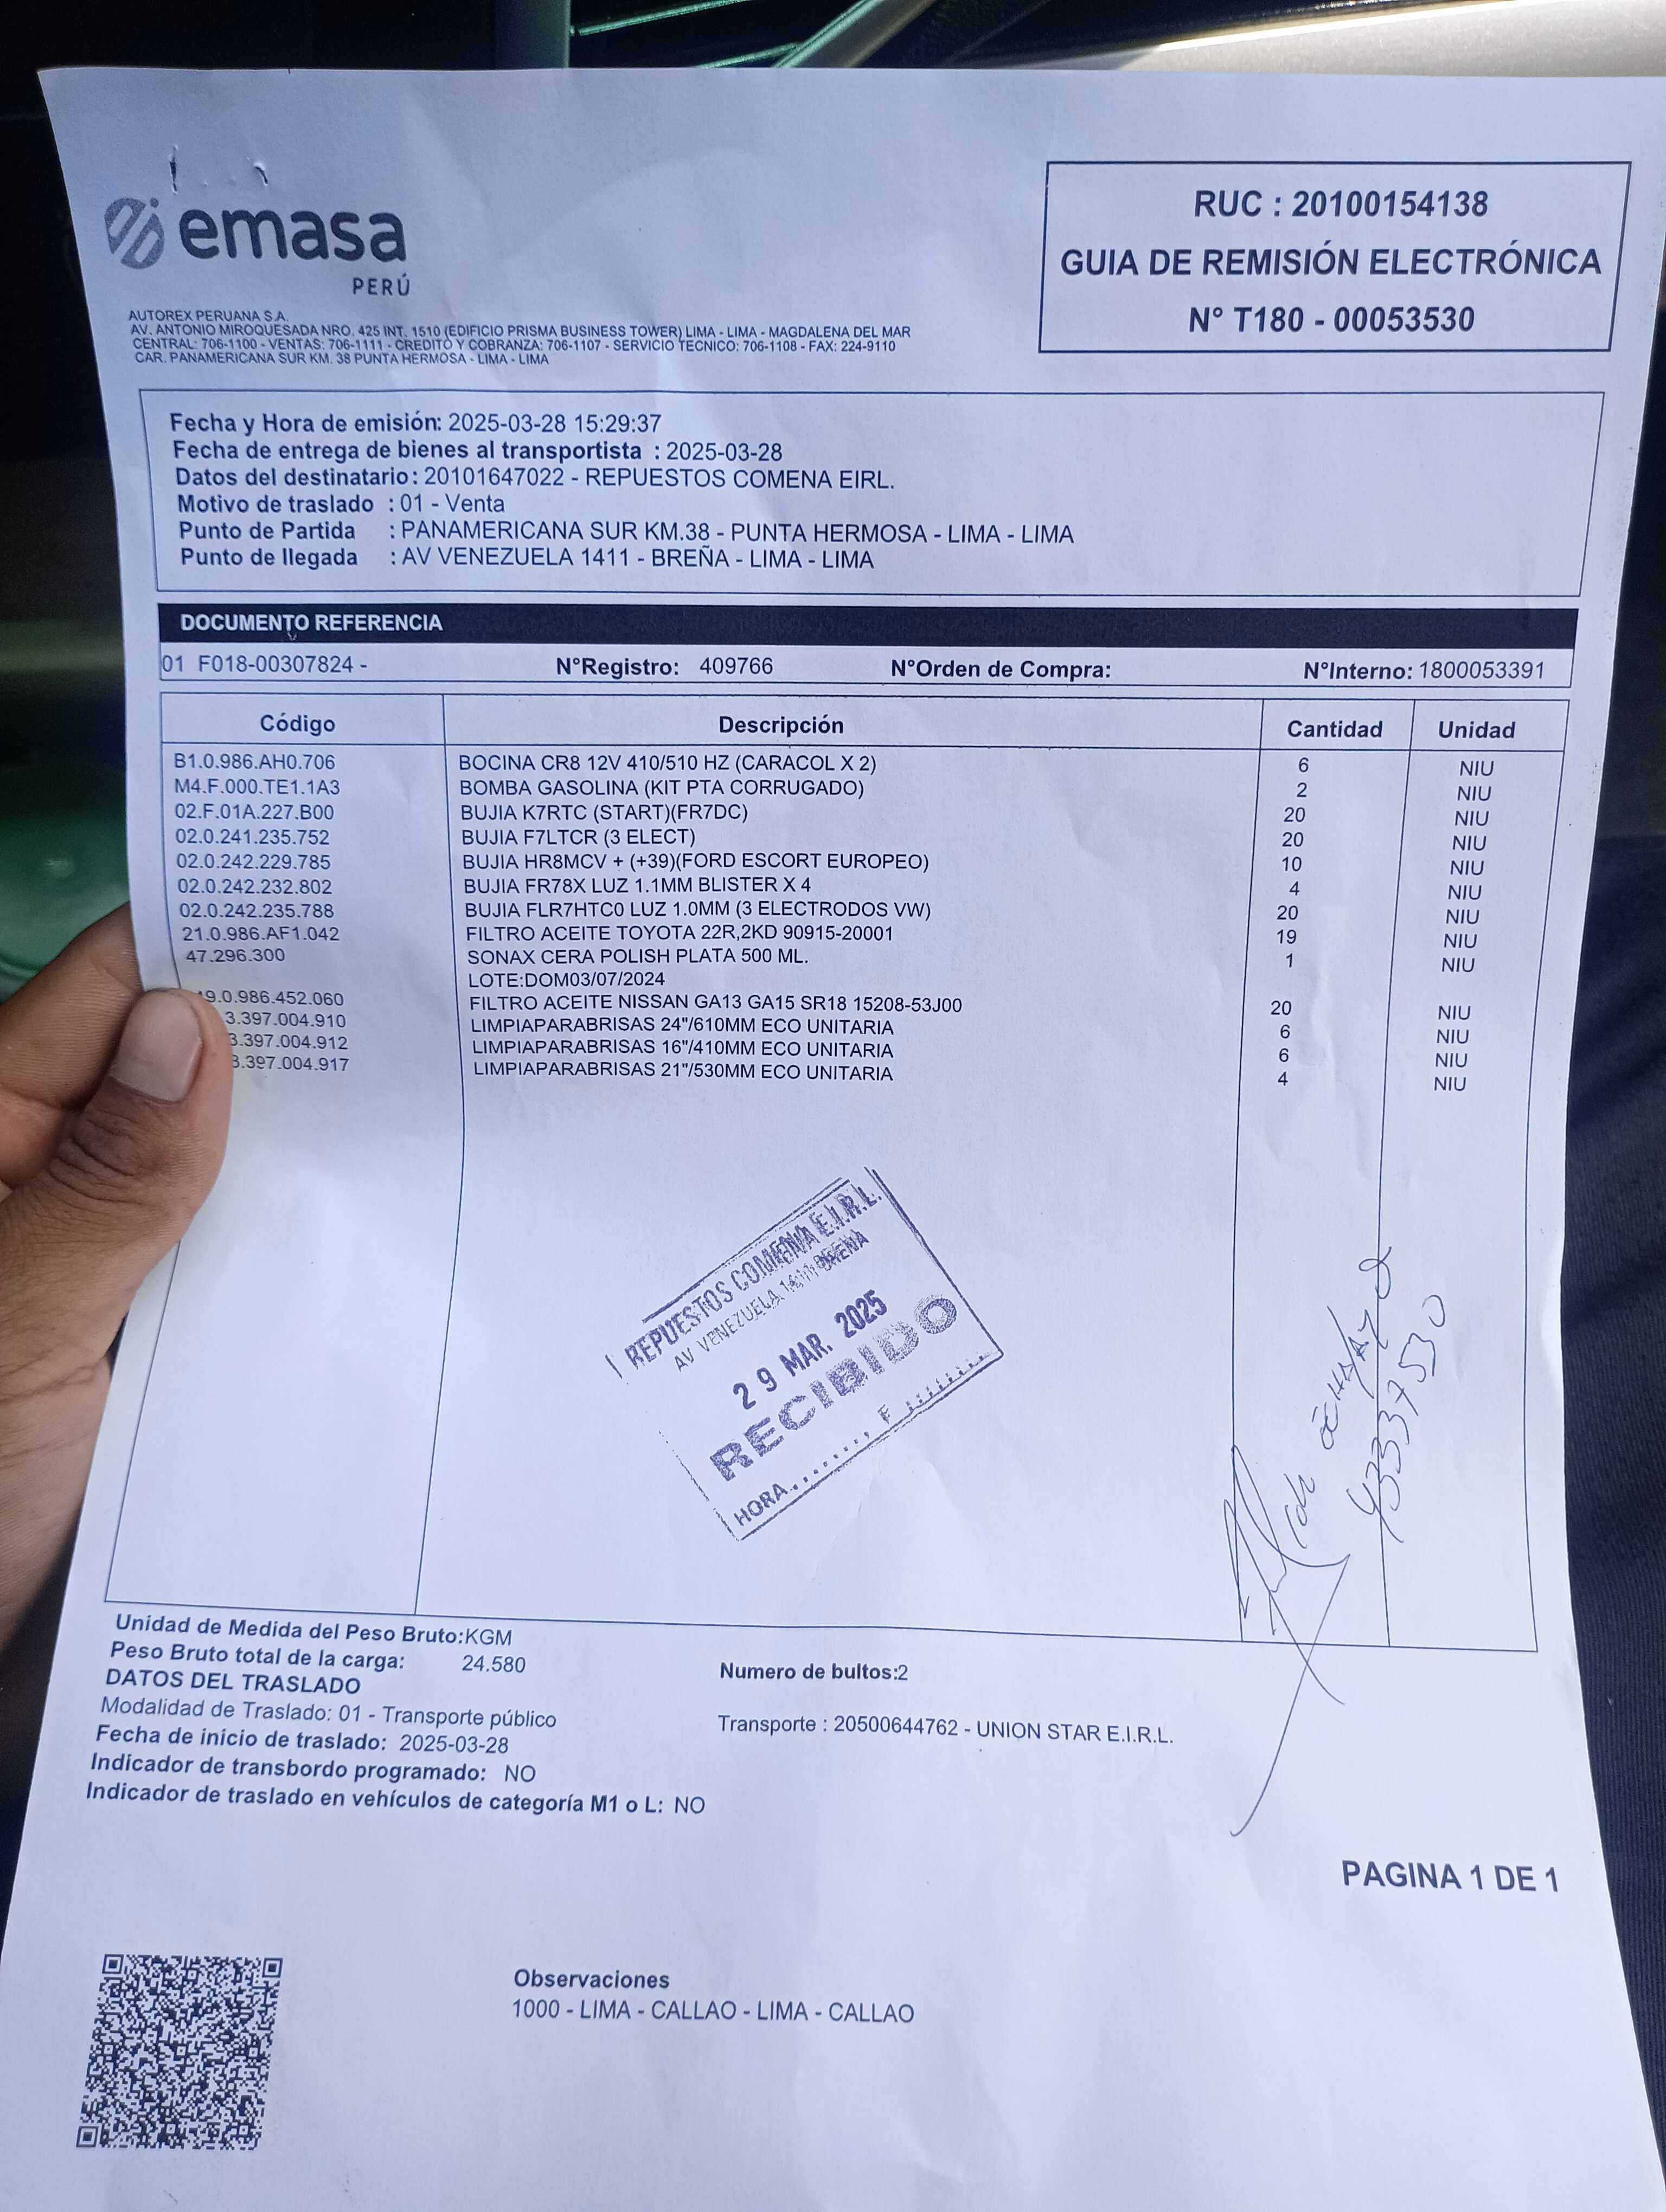 emasa
PERÚ
RUC : 20100154138
GUIA DE REMISIÓN ELECTRÓNICA
N° T180 - 00053530
AUTOREX PERUANA S.A.
AV. ANTONIO MIROQUESADA NRO. 425 INT. 1510 (EDIFICIO PRISMA BUSINESS TOWER) LIMA - LIMA - MAGDALENA DEL MAR
CENTRAL: 706-1100 - VENTAS: 706-1111 - CREDITO Y COBRANZA: 706-1107 - SERVICIO TECNICO: 706-1108 - FAX: 224-9110
CAR. PANAMERICANA SUR KM. 38 PUNTA HERMOSA - LIMA - LIMA
Fecha y Hora de emisión: 2025-03-28 15:29:37
Fecha de entrega de bienes al transportista : 2025-03-28
Datos del destinatario: 20101647022 - REPUESTOS COMENA EIRL.
Motivo de traslado : 01 - Venta
Punto de Partida : PANAMERICANA SUR KM.38 - PUNTA HERMOSA - LIMA - LIMA
Punto de llegada : AV VENEZUELA 1411 - BREÑA - LIMA - LIMA
DOCUMENTO REFERENCIA
01 F018-00307824 - N°Registro: 409766 N°Orden de Compra: N°Interno: 1800053391
Código Descripción Cantidad Unidad
B1.0.986.AH0.706 BOCINA CR8 12V 410/510 HZ (CARACOL X 2) 6 NIU
M4.F.000.TE1.1A3 BOMBA GASOLINA (KIT PTA CORRUGADO) 2 NIU
02.F.01A.227.B00 BUJIA K7RTC (START)(FR7DC) 20 NIU
02.0.241.235.752 BUJIA F7LTCR (3 ELECT) 20 NIU
02.0.242.229.785 BUJIA HR8MCV + (+39)(FORD ESCORT EUROPEO) 10 NIU
02.0.242.232.802 BUJIA FR78X LUZ 1.1MM BLISTER X 4 4 NIU
02.0.242.235.788 BUJIA FLR7HTC0 LUZ 1.0MM (3 ELECTRODOS VW) 20 NIU
21.0.986.AF1.042 FILTRO ACEITE TOYOTA 22R,2KD 90915-20001 19 NIU
47.296.300 SONAX CERA POLISH PLATA 500 ML. 1 NIU
LOTE:DOM03/07/2024
9.0.986.452.060 FILTRO ACEITE NISSAN GA13 GA15 SR18 15208-53J00 20 NIU
3.397.004.910 LIMPIAPARABRISAS 24"/610MM ECO UNITARIA 6 NIU
3.397.004.912 LIMPIAPARABRISAS 16"/410MM ECO UNITARIA 6 NIU
3.397.004.917 LIMPIAPARABRISAS 21"/530MM ECO UNITARIA 4 NIU
REPUESTOS COMENA E.I.R.L.
AV VENEZUELA 1411 BREÑA
29 MAR. 2025
RECIBIDO
HORA........, F ..........
43537530
Unidad de Medida del Peso Bruto:KGM
Peso Bruto total de la carga: 24.580
Numero de bultos:2
DATOS DEL TRASLADO
Modalidad de Traslado: 01 - Transporte público
Transporte : 20500644762 - UNION STAR E.I.R.L.
Fecha de inicio de traslado: 2025-03-28
Indicador de transbordo programado: NO
Indicador de traslado en vehículos de categoría M1 o L: NO
PAGINA 1 DE 1
Observaciones
1000 - LIMA - CALLAO - LIMA - CALLAO